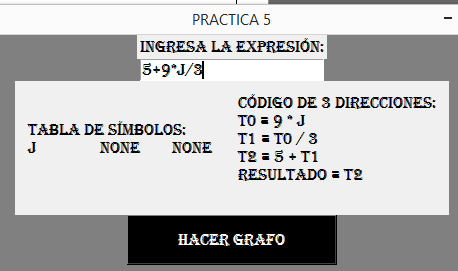 PRACTICA 5
INGRESA LA EXPRESIÓN:
5+9*J/3
TABLA DE SÍMBOLOS:
J NONE NONE
CÓDIGO DE 3 DIRECCIONES:
T0 = 9 * J
T1 = T0 / 3
T2 = 5 + T1
RESULTADO = T2
HACER GRAFO